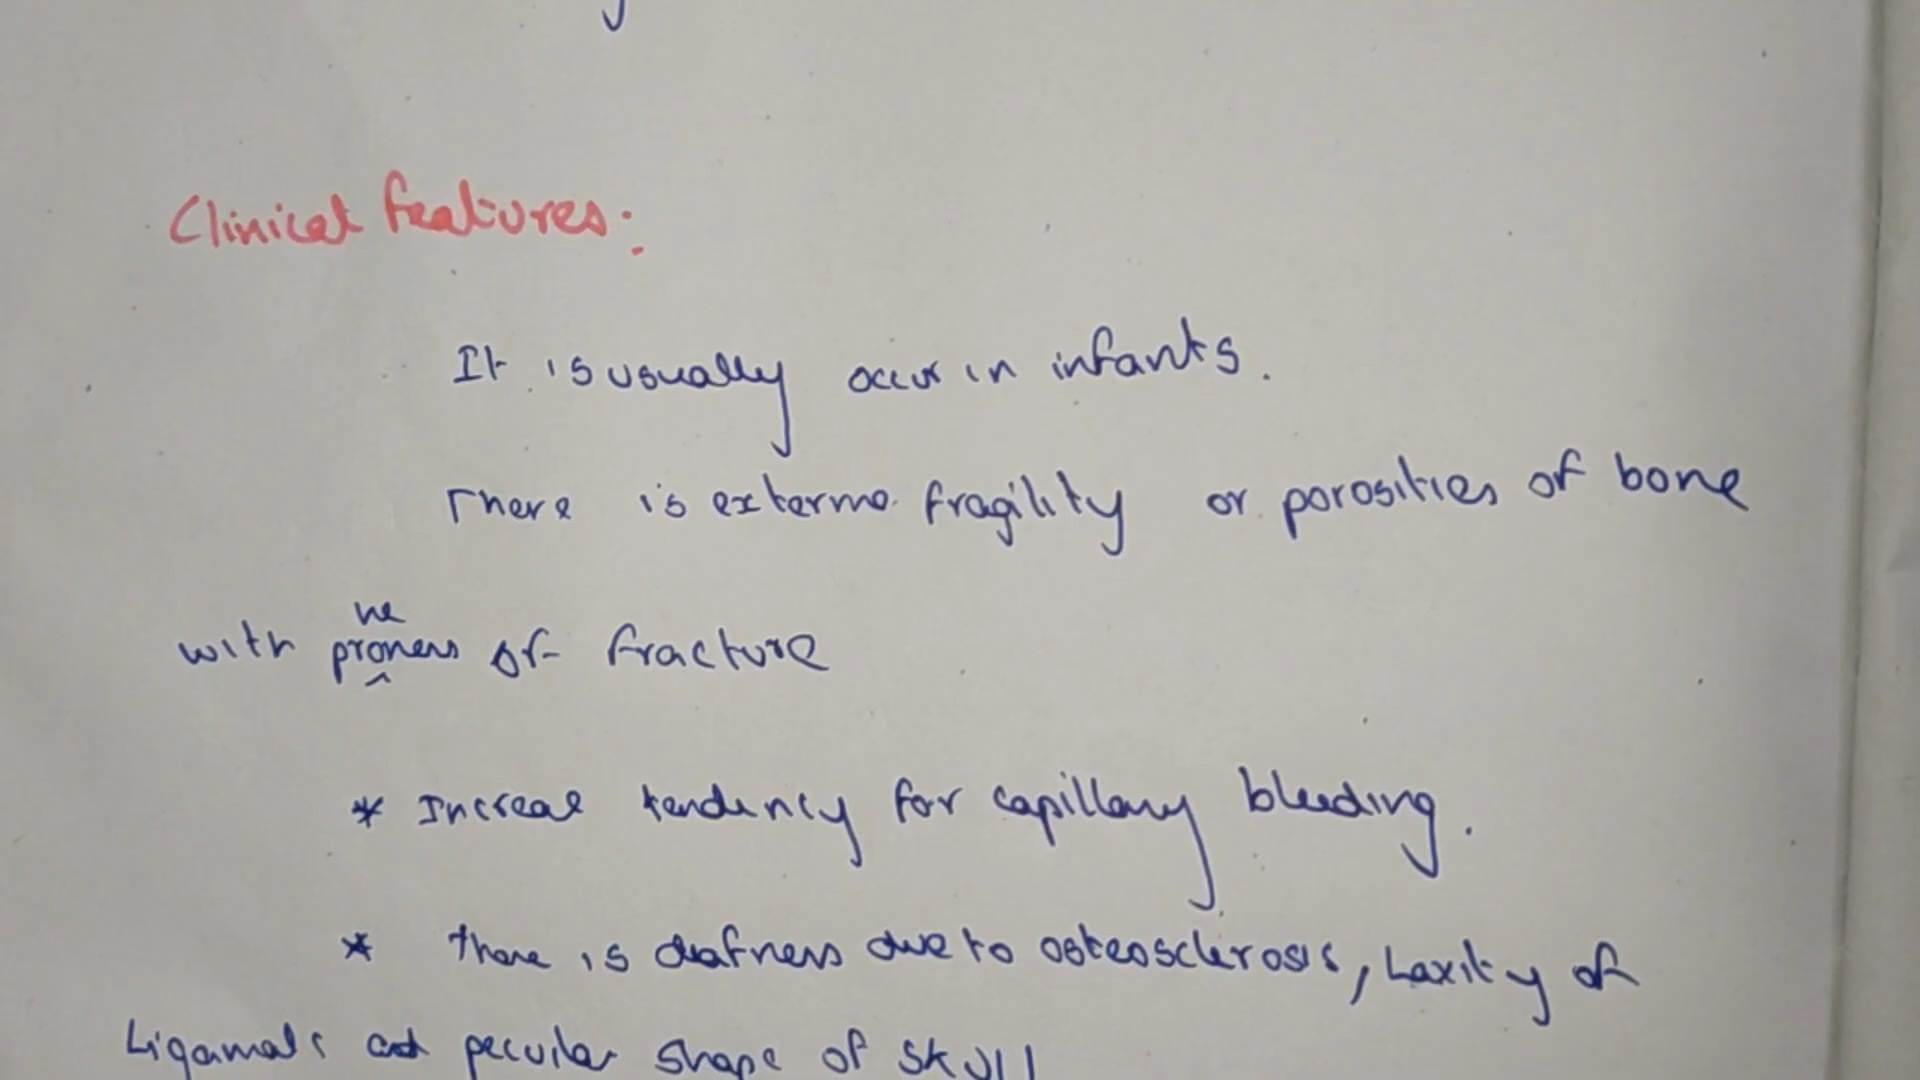 Clinical features:
It is usually occur in infants.
There is exterme fragility or porosities of bone
ne
with proness of fracture
* Increase tendency for capillary bleeding.
* There is deafness due to osteosclerosis, Laxity of
Ligamals and peculiar shape of skull